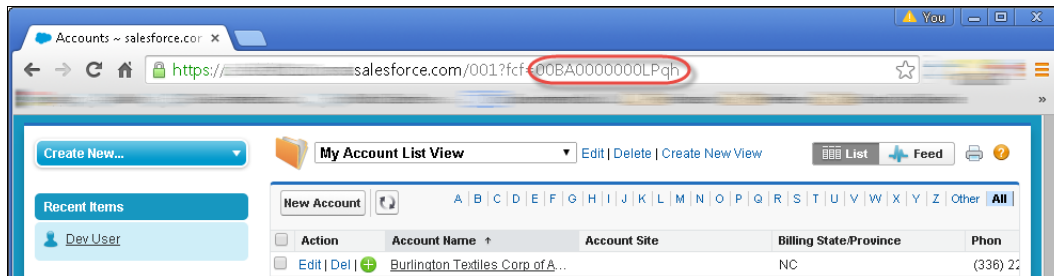 You
Accounts ~ salesforce.cor
https:// salesforce.com/001?fcf=00BA0000000LPqh
»
Create New...
My Account List View Edit | Delete | Create New View List Feed
Recent Items
New Account A | B | C | D | E | F | G | H | I | J | K | L | M | N | O | P | Q | R | S | T | U | V | W | X | Y | Z | Other All
Dev User
Action Account Name ↑ Account Site Billing State/Province Phon
Edit | Del | Burlington Textiles Corp of A... NC (336) 22